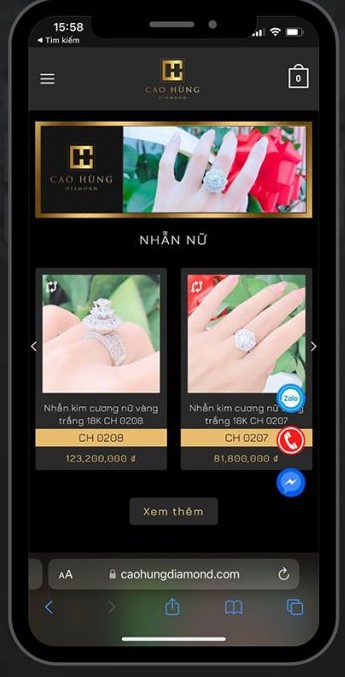 15:58
◀ Tìm kiếm
CAO HÙNG
DIAMOND
0
CAO HÙNG
DIAMOND
NHẪN NỮ
Nhẫn kim cương nữ vàng
trắng 18K CH 0208
CH 0208
123,200,000 ₫
Nhẫn kim cương nữ vàng
trắng 18K CH 0207
CH 0207
81,800,000 ₫
Zalo
Xem thêm
AA
caohungdiamond.com